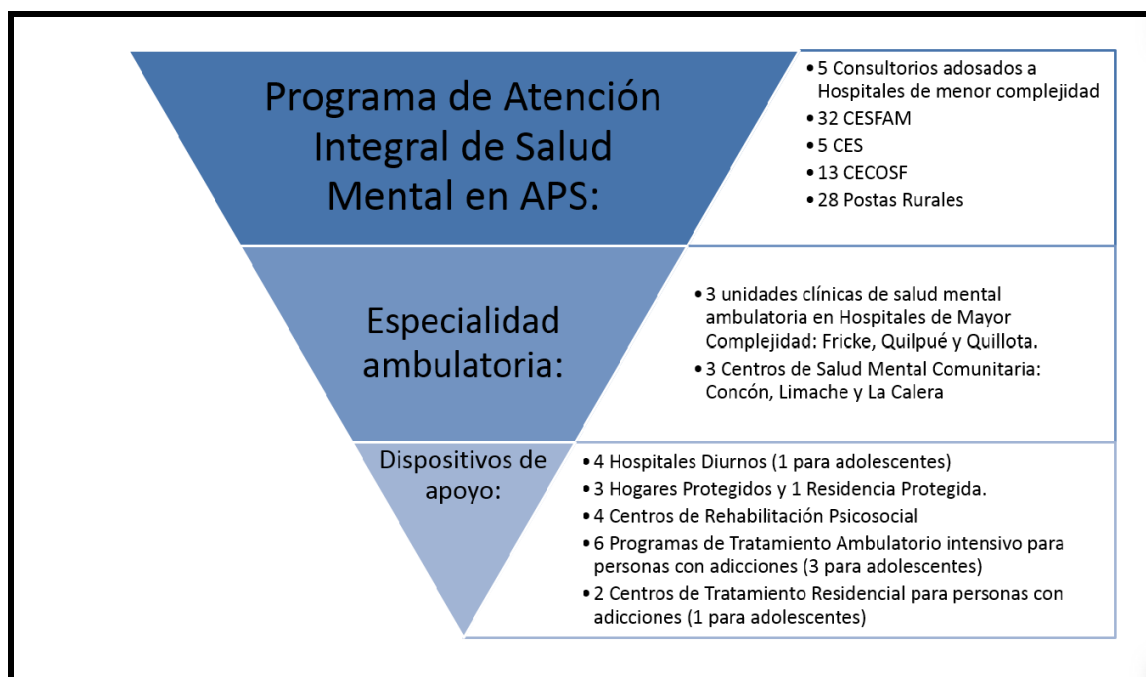 Programa de Atención
Integral de Salud
Mental en APS:
• 5 Consultorios adosados a
Hospitales de menor complejidad
• 32 CESFAM
• 5 CES
• 13 CECOSF
• 28 Postas Rurales
Especialidad
ambulatoria:
• 3 unidades clínicas de salud mental
ambulatoria en Hospitales de Mayor
Complejidad: Fricke, Quilpué y Quillota.
• 3 Centros de Salud Mental Comunitaria:
Concón, Limache y La Calera
Dispositivos de
apoyo:
• 4 Hospitales Diurnos (1 para adolescentes)
• 3 Hogares Protegidos y 1 Residencia Protegida.
• 4 Centros de Rehabilitación Psicosocial
• 6 Programas de Tratamiento Ambulatorio intensivo para
personas con adicciones (3 para adolescentes)
• 2 Centros de Tratamiento Residencial para personas con
adicciones (1 para adolescentes)